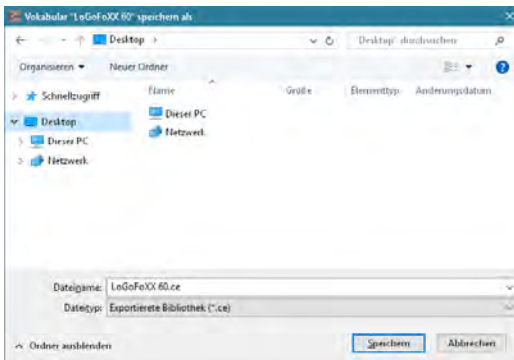 Vokabular "LoGoFoXX 60" speichern als
Desktop
"Desktop" durchsuchen
Organisieren
Neuer Ordner
Name Größe Elementtyp Änderungsdatum
Schnellzugriff
Desktop
Dieser PC
Netzwerk
Dieser PC
Netzwerk
Dateiname: LoGoFoXX 60.ce
Dateityp: Exportierete Bibliothek (*.ce)
Ordner ausblenden
Speichern
Abbrechen